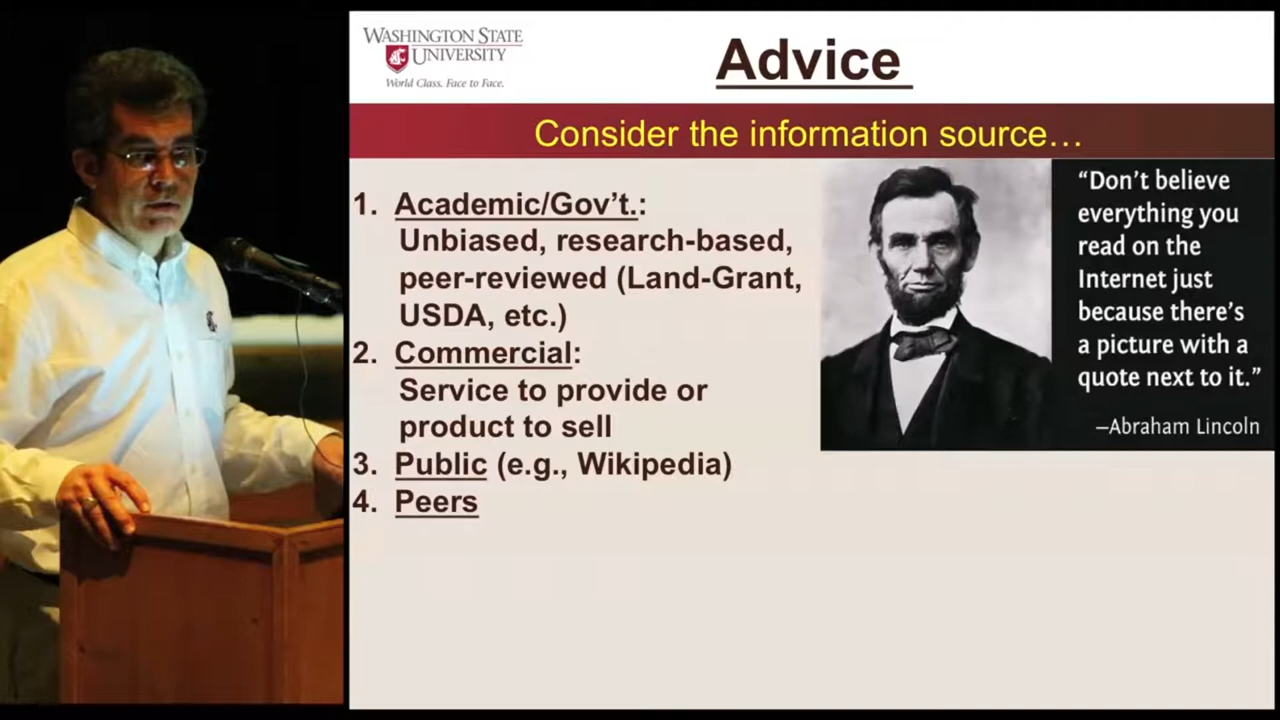 WASHINGTON STATE
UNIVERSITY
World Class. Face to Face.
Advice
Consider the information source…
1. Academic/Gov’t.:
Unbiased, research-based,
peer-reviewed (Land-Grant,
USDA, etc.)
2. Commercial:
Service to provide or
product to sell
3. Public (e.g., Wikipedia)
4. Peers
“Don’t believe
everything you
read on the
Internet just
because there’s
a picture with a
quote next to it.”
–Abraham Lincoln